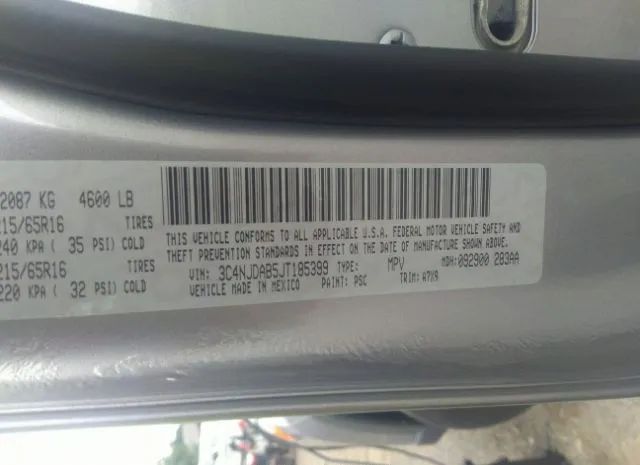 2087 KG 4600 LB
215/65R16 TIRES
240 KPA ( 35 PSI) COLD
215/65R16 TIRES
220 KPA ( 32 PSI) COLD
THIS VEHICLE CONFORMS TO ALL APPLICABLE U.S.A. FEDERAL MOTOR VEHICLE SAFETY AND
THEFT PREVENTION STANDARDS IN EFFECT ON THE DATE OF MANUFACTURE SHOWN ABOVE.
VIN: 3C4NJDAB5JT185399 TYPE: MPV MDH: 092900 283AA
VEHICLE MADE IN MEXICO PAINT: PSC TRIM: A7X9